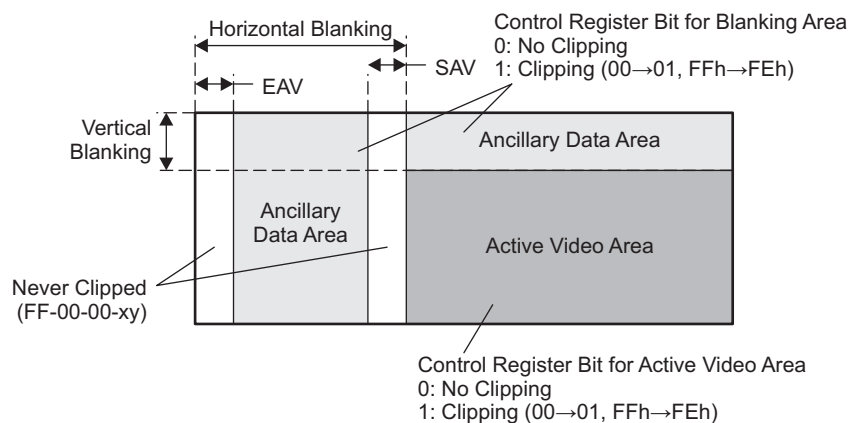 Horizontal Blanking
Control Register Bit for Blanking Area
0: No Clipping
1: Clipping (00→01, FFh→FEh)
SAV
EAV
Vertical
Blanking
Ancillary Data Area
Ancillary
Data Area
Active Video Area
Never Clipped
(FF-00-00-xy)
Control Register Bit for Active Video Area
0: No Clipping
1: Clipping (00→01, FFh→FEh)